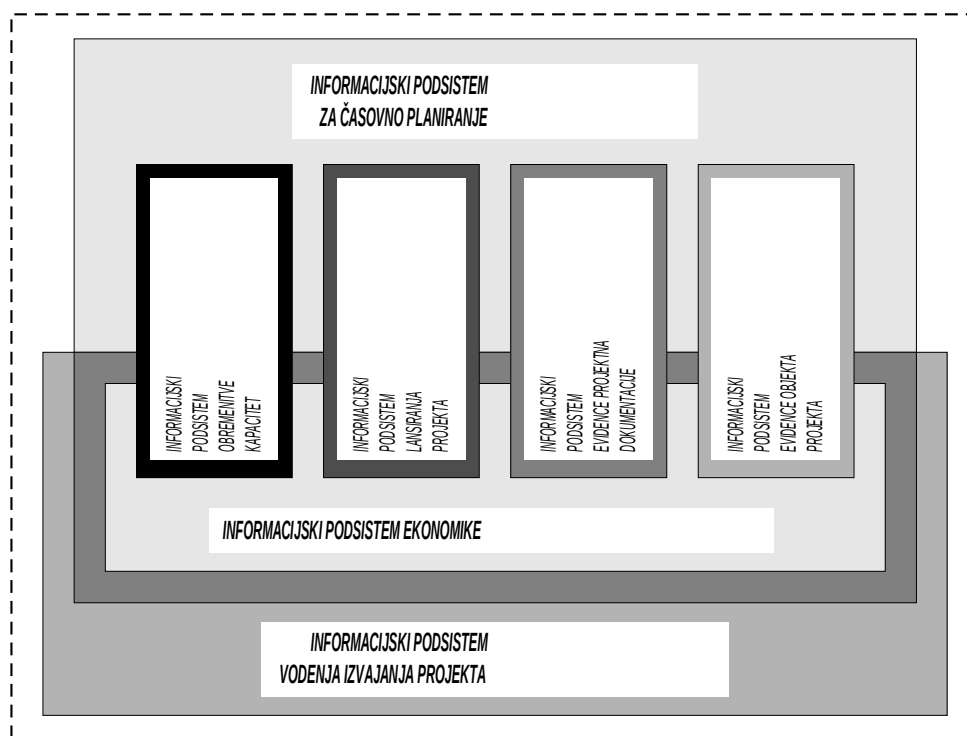 INFORMACIJSKI PODSISTEM
ZA ČASOVNO PLANIRANJE
INFORMACIJSKI
PODSISTEM
OBREMENITVE
KAPACITET
INFORMACIJSKI
PODSISTEM
LANSIRANJA
PROJEKTA
INFORMACIJSKI
PODSISTEM
EVIDENCE PROJEKTNA
DOKUMENTACIJE
INFORMACIJSKI
PODSISTEM
EVIDENCE OBJEKTA
PROJEKTA
INFORMACIJSKI PODSISTEM EKONOMIKE
INFORMACIJSKI PODSISTEM
VODENJA IZVAJANJA PROJEKTA